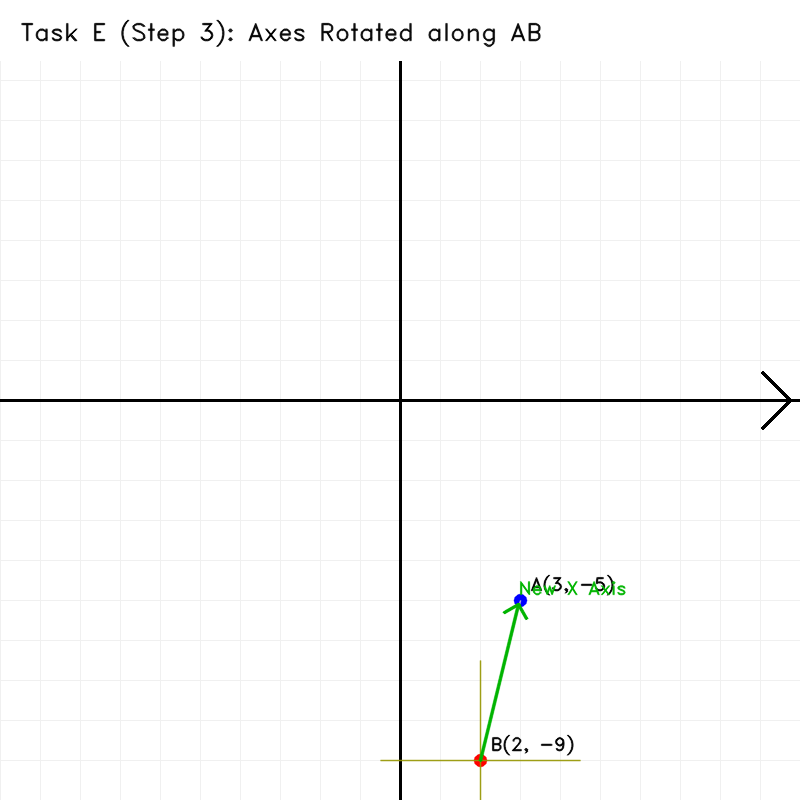 Task E (Step 3): Axes Rotated along AB
A(3, -5)
New X Axis
B(2, -9)